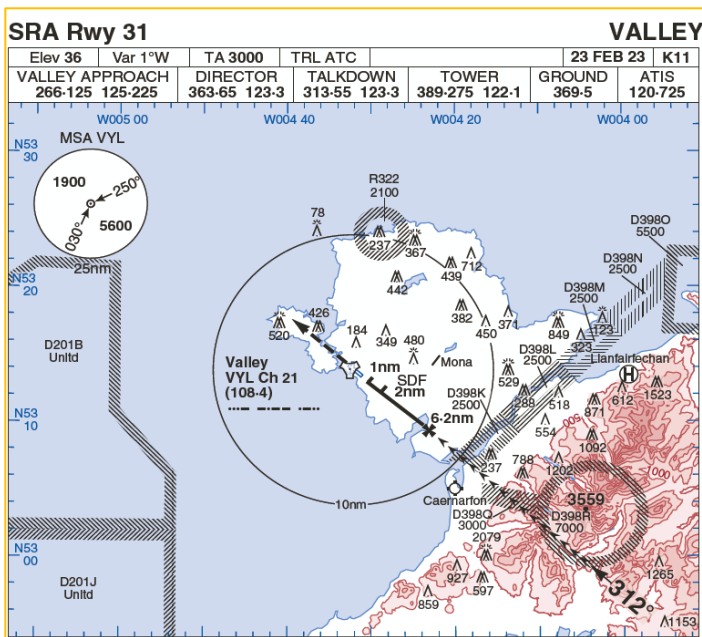 SRA Rwy 31 VALLEY
Elev 36 Var 1°W TA 3000 TRL ATC 23 FEB 23 K11
VALLEY APPROACH DIRECTOR TALKDOWN TOWER GROUND ATIS
266·125 125·225 363·65 123·3 313·55 123·3 389·275 122·1 369·5 120·725
W005 00 W004 40 W004 20 W004 00
N53
30
MSA VYL
1900
250°
5600
030°
25nm
R322
2100
78
237
367
D398O
5500
D398N
2500
712
439
442
N53
20
D398M
2500
382
371
450
426
520
184
349
480
849
323
123
D201B
Unltd
Valley
VYL Ch 21
(108·4)
1nm
SDF
2nm
Mona
D398L
2500
529
Llanfairfechan
H
D398K
2500
288
518
612
1523
871
6·2nm
554
N53
10
500
1092
237
788
1202
1000
Caernarfon
10nm
3559
D398Q
3000
D398H
7000
2079
N53
00
D201J
Unltd
927
597
859
312°
1265
1153